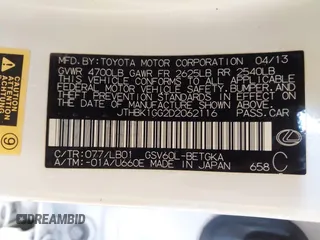 MFD. BY: TOYOTA MOTOR CORPORATION 04/13
GVWR 4700LB GAWR FR 2625LB RR 2540LB
THIS VEHICLE CONFORMS TO ALL APPLICABLE
FEDERAL MOTOR VEHICLE SAFETY, BUMPER, AND
THEFT PREVENTION STANDARDS IN EFFECT ON
THE DATE OF MANUFACTURE SHOWN ABOVE.
JTHBK1GG2D2062116 PASS.CAR
C/TR: 077/LB01 GSV60L-BETGKA
A/TM: -01A/U660E MADE IN JAPAN 658 C
DREAMBID